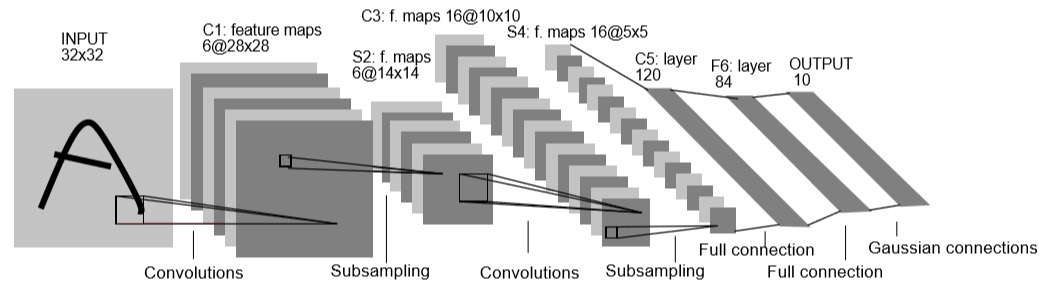 INPUT
32x32
C1: feature maps
6@28x28
S2: f. maps
6@14x14
C3: f. maps 16@10x10
S4: f. maps 16@5x5
C5: layer
120
F6: layer
84
OUTPUT
10
Convolutions
Subsampling
Convolutions
Subsampling
Full connection
Full connection
Gaussian connections